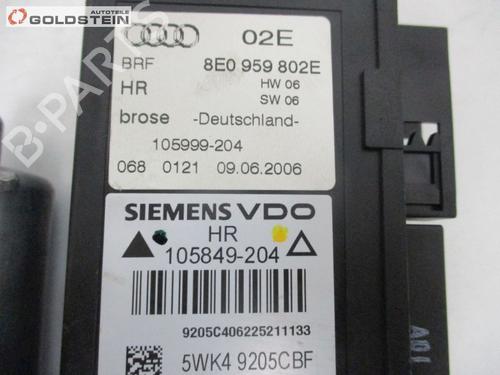 AUTOTEILE
GOLDSTEIN
02E
BRF 8E0 959 802E
HR HW 06
SW 06
brose -Deutschland-
105999-204
068 0121 09.06.2006
SIEMENS VDO
HR
105849-204
9205C406225211133
5WK4 9205CBF
A01